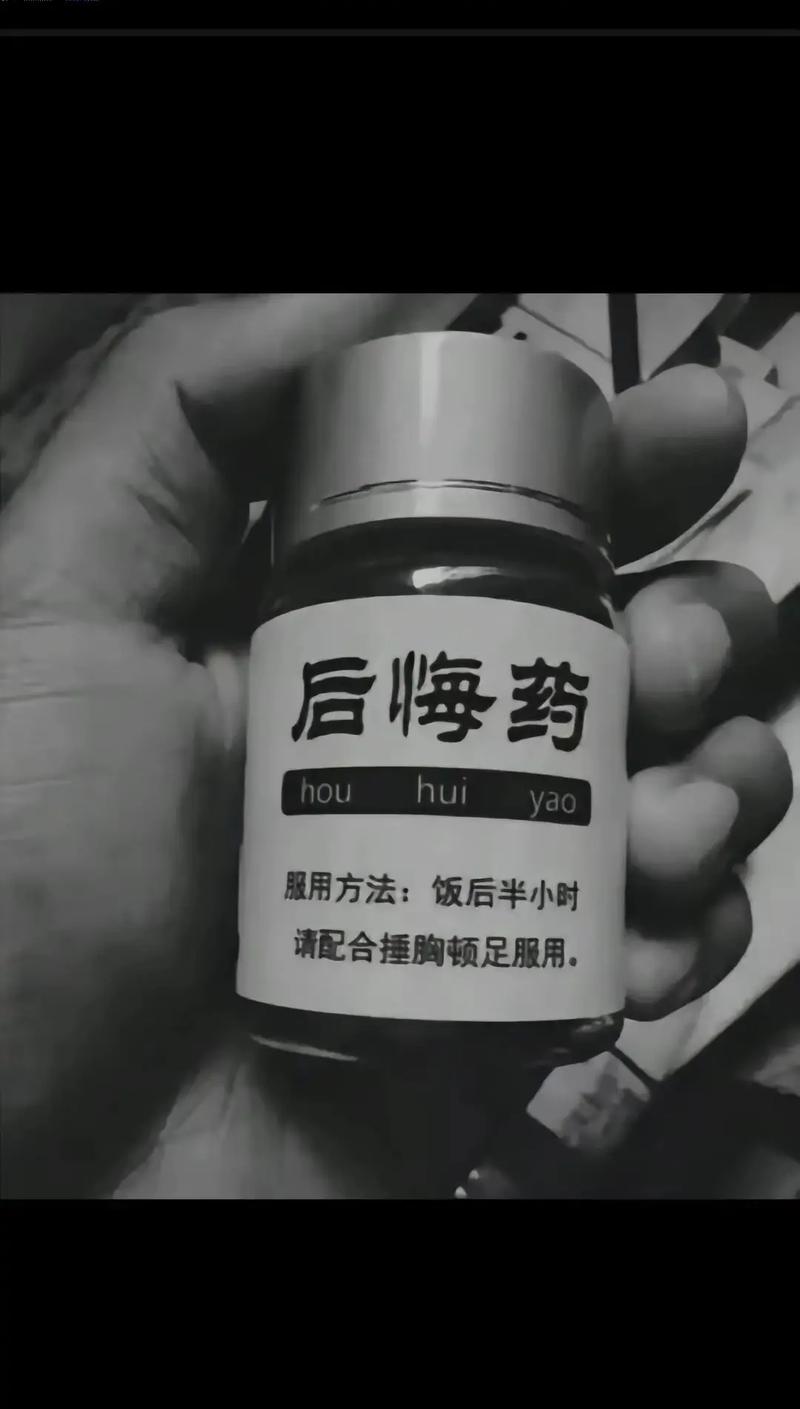 后悔药
hou hui yao
服用方法：饭后半小时
请配合捶胸顿足服用。